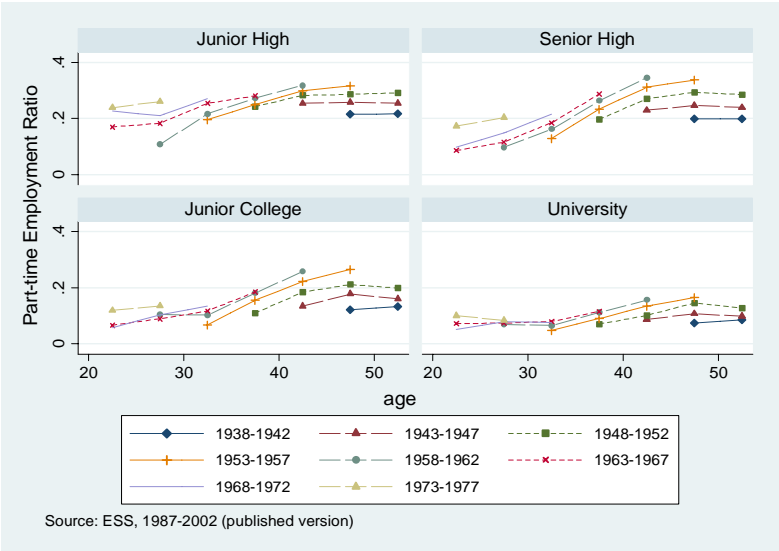 Junior High
Senior High
Part-time Employment Ratio
.4
.2
0
Junior College
University
.4
.2
0
20 30 40 50 20 30 40 50
age
1938-1942 1943-1947 1948-1952
1953-1957 1958-1962 1963-1967
1968-1972 1973-1977
Source: ESS, 1987-2002 (published version)